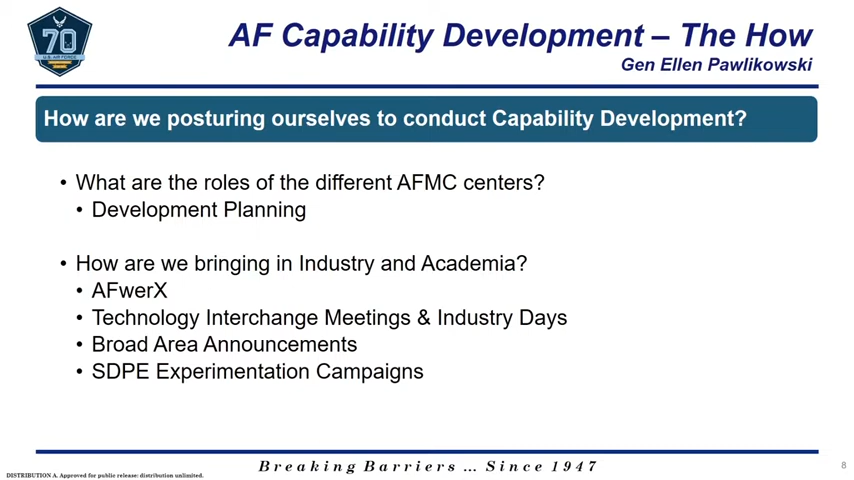 70
U.S. AIR FORCE
AF Capability Development – The How
Gen Ellen Pawlikowski
How are we posturing ourselves to conduct Capability Development?
• What are the roles of the different AFMC centers?
• Development Planning
• How are we bringing in Industry and Academia?
• AFwerX
• Technology Interchange Meetings & Industry Days
• Broad Area Announcements
• SDPE Experimentation Campaigns
Breaking Barriers ... Since 1947
8
DISTRIBUTION A. Approved for public release: distribution unlimited.